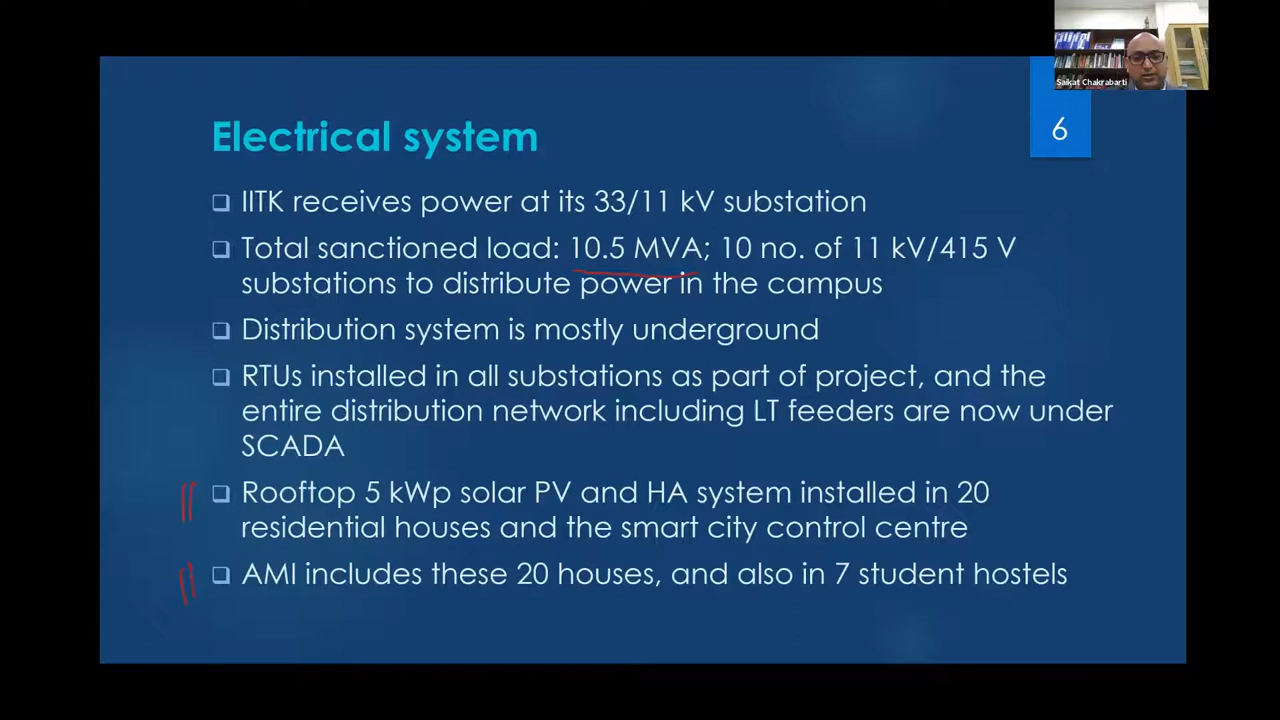 Saikat Chakrabarti
6
Electrical system
IITK receives power at its 33/11 kV substation
Total sanctioned load: 10.5 MVA; 10 no. of 11 kV/415 V
substations to distribute power in the campus
Distribution system is mostly underground
RTUs installed in all substations as part of project, and the
entire distribution network including LT feeders are now under
SCADA
Rooftop 5 kWp solar PV and HA system installed in 20
residential houses and the smart city control centre
AMI includes these 20 houses, and also in 7 student hostels